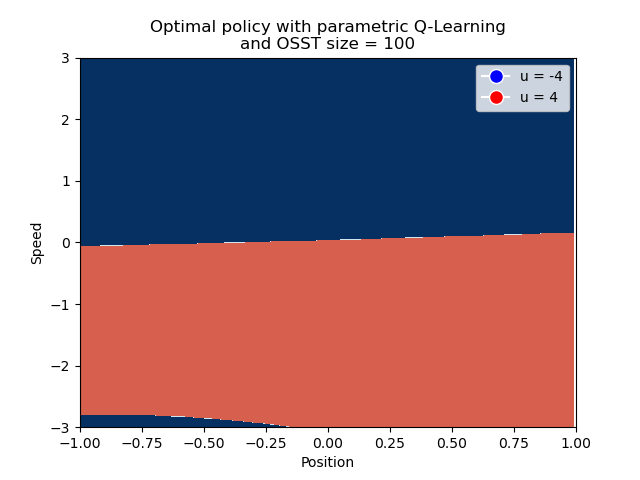 Optimal policy with parametric Q-Learning
and OSST size = 100
u = -4
u = 4
3
2
1
0
−1
−2
−3
Speed
−1.00 −0.75 −0.50 −0.25 0.00 0.25 0.50 0.75 1.00
Position